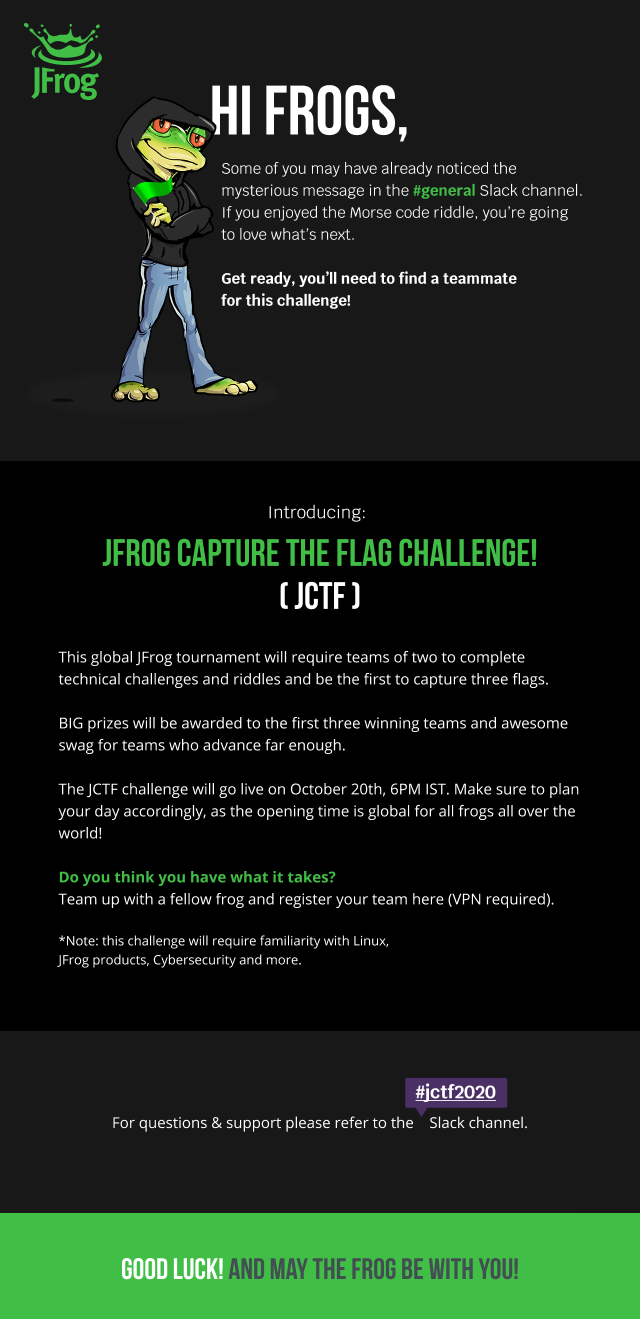 JFrog
HI FROGS,
Some of you may have already noticed the
mysterious message in the #general Slack channel.
If you enjoyed the Morse code riddle, you’re going
to love what’s next.
Get ready, you’ll need to find a teammate
for this challenge!
Introducing:
JFROG CAPTURE THE FLAG CHALLENGE!
( JCTF )
This global JFrog tournament will require teams of two to complete
technical challenges and riddles and be the first to capture three flags.
BIG prizes will be awarded to the first three winning teams and awesome
swag for teams who advance far enough.
The JCTF challenge will go live on October 20th, 6PM IST. Make sure to plan
your day accordingly, as the opening time is global for all frogs all over the
world!
Do you think you have what it takes?
Team up with a fellow frog and register your team here (VPN required).
*Note: this challenge will require familiarity with Linux,
JFrog products, Cybersecurity and more.
#jctf2020
For questions & support please refer to the Slack channel.
GOOD LUCK! AND MAY THE FROG BE WITH YOU!